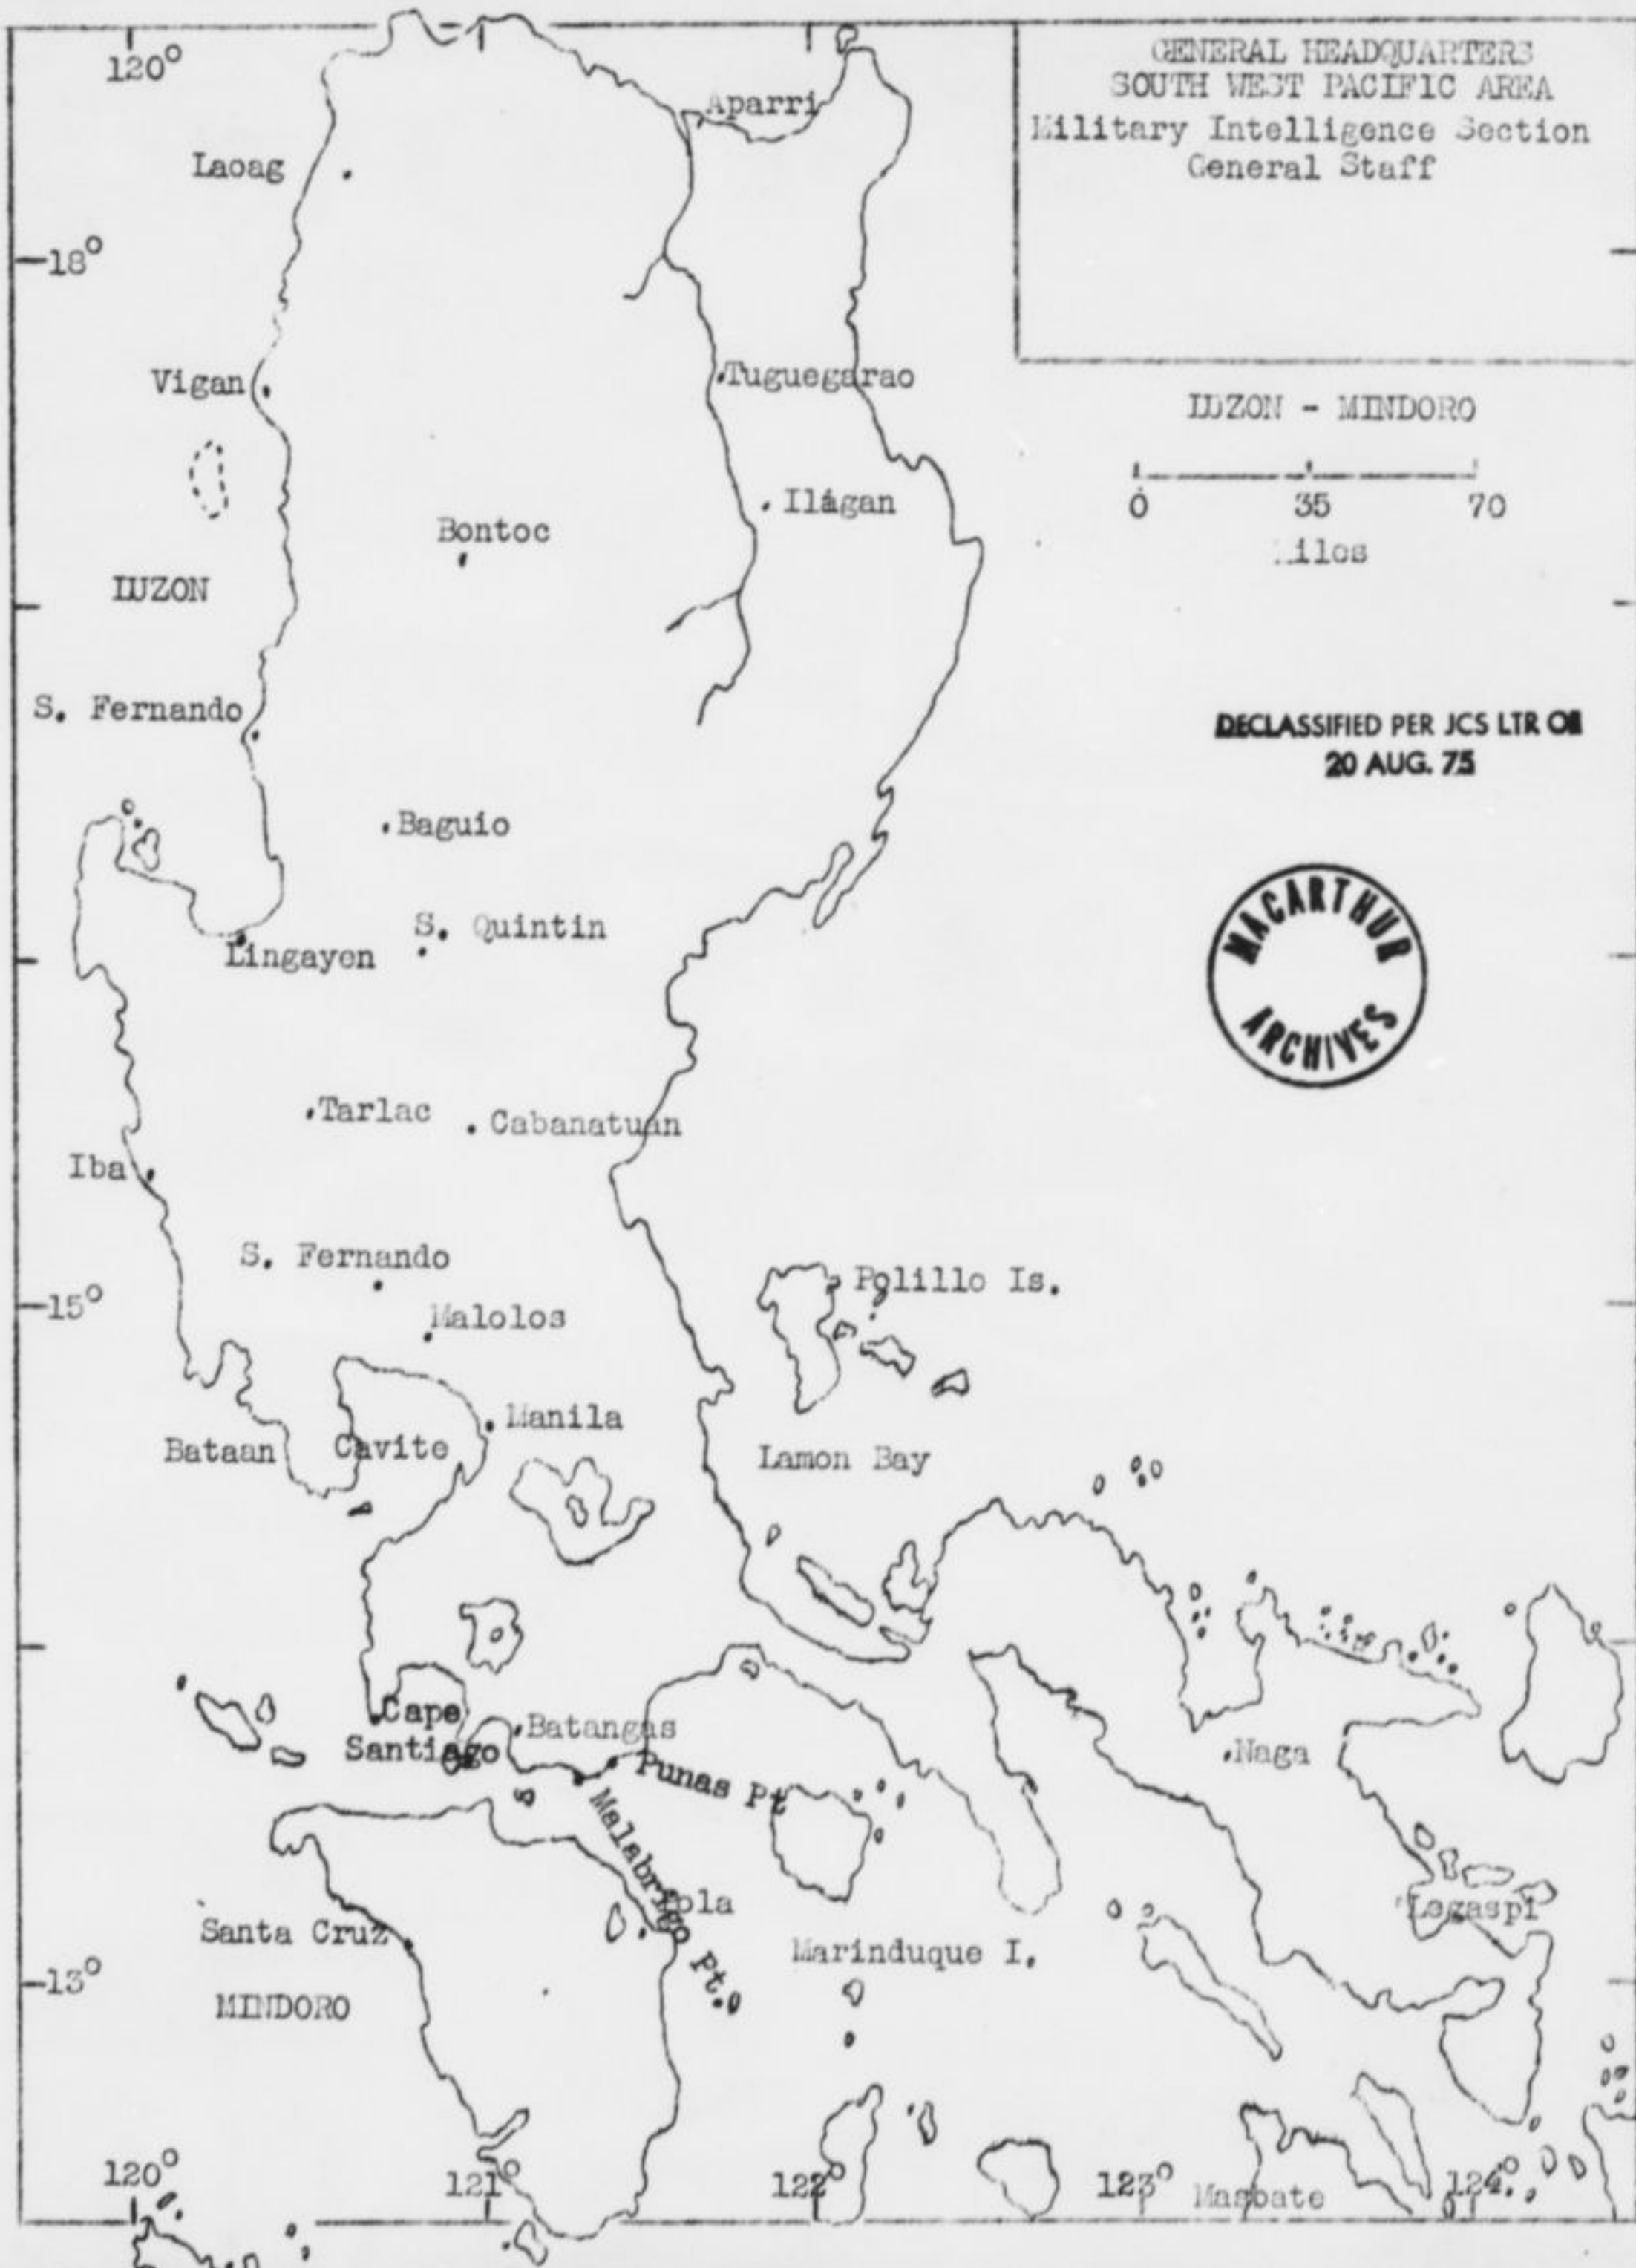 120°
GENERAL HEADQUARTERS
SOUTH WEST PACIFIC AREA
Military Intelligence Section
General Staff
Aparri
Laoag
18°
Vigan
Tuguegarao
LUZON - MINDORO
0 35 70
Ilágan
Bontoc
LUZON
S. Fernando
DECLASSIFIED PER JCS LTR OF
20 AUG. 75
Baguio
MACARTHUR
ARCHIVES
S. Quintin
Lingayen
Tarlac
Cabanatuan
Iba
S. Fernando
Polillo Is.
15°
Malolos
Manila
Bataan
Cavite
Lamon Bay
Cape
Santiago
Batangas
Punas Pt
Naga
Malabrigo Pt.
Legaspi
Santa Cruz
Marinduque I.
13°
MINDORO
120°
121°
122°
123°
Masbate
124°